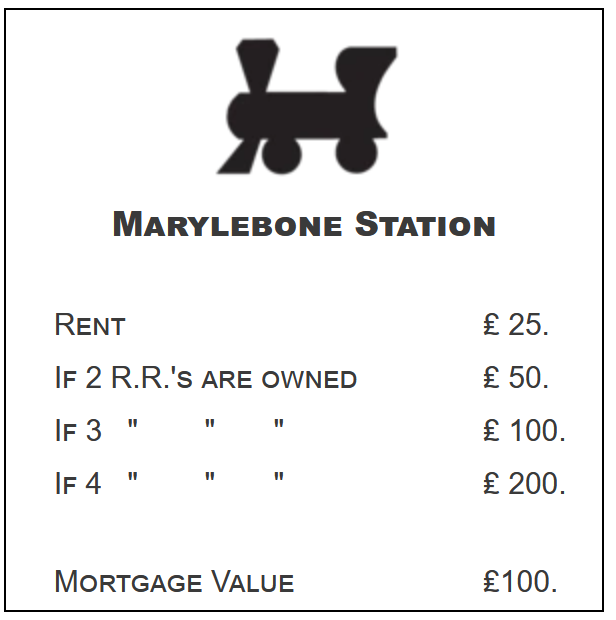 Marylebone Station
Rent £ 25.
If 2 R.R.'s are owned £ 50.
If 3 " " " £ 100.
If 4 " " " £ 200.
Mortgage Value £100.